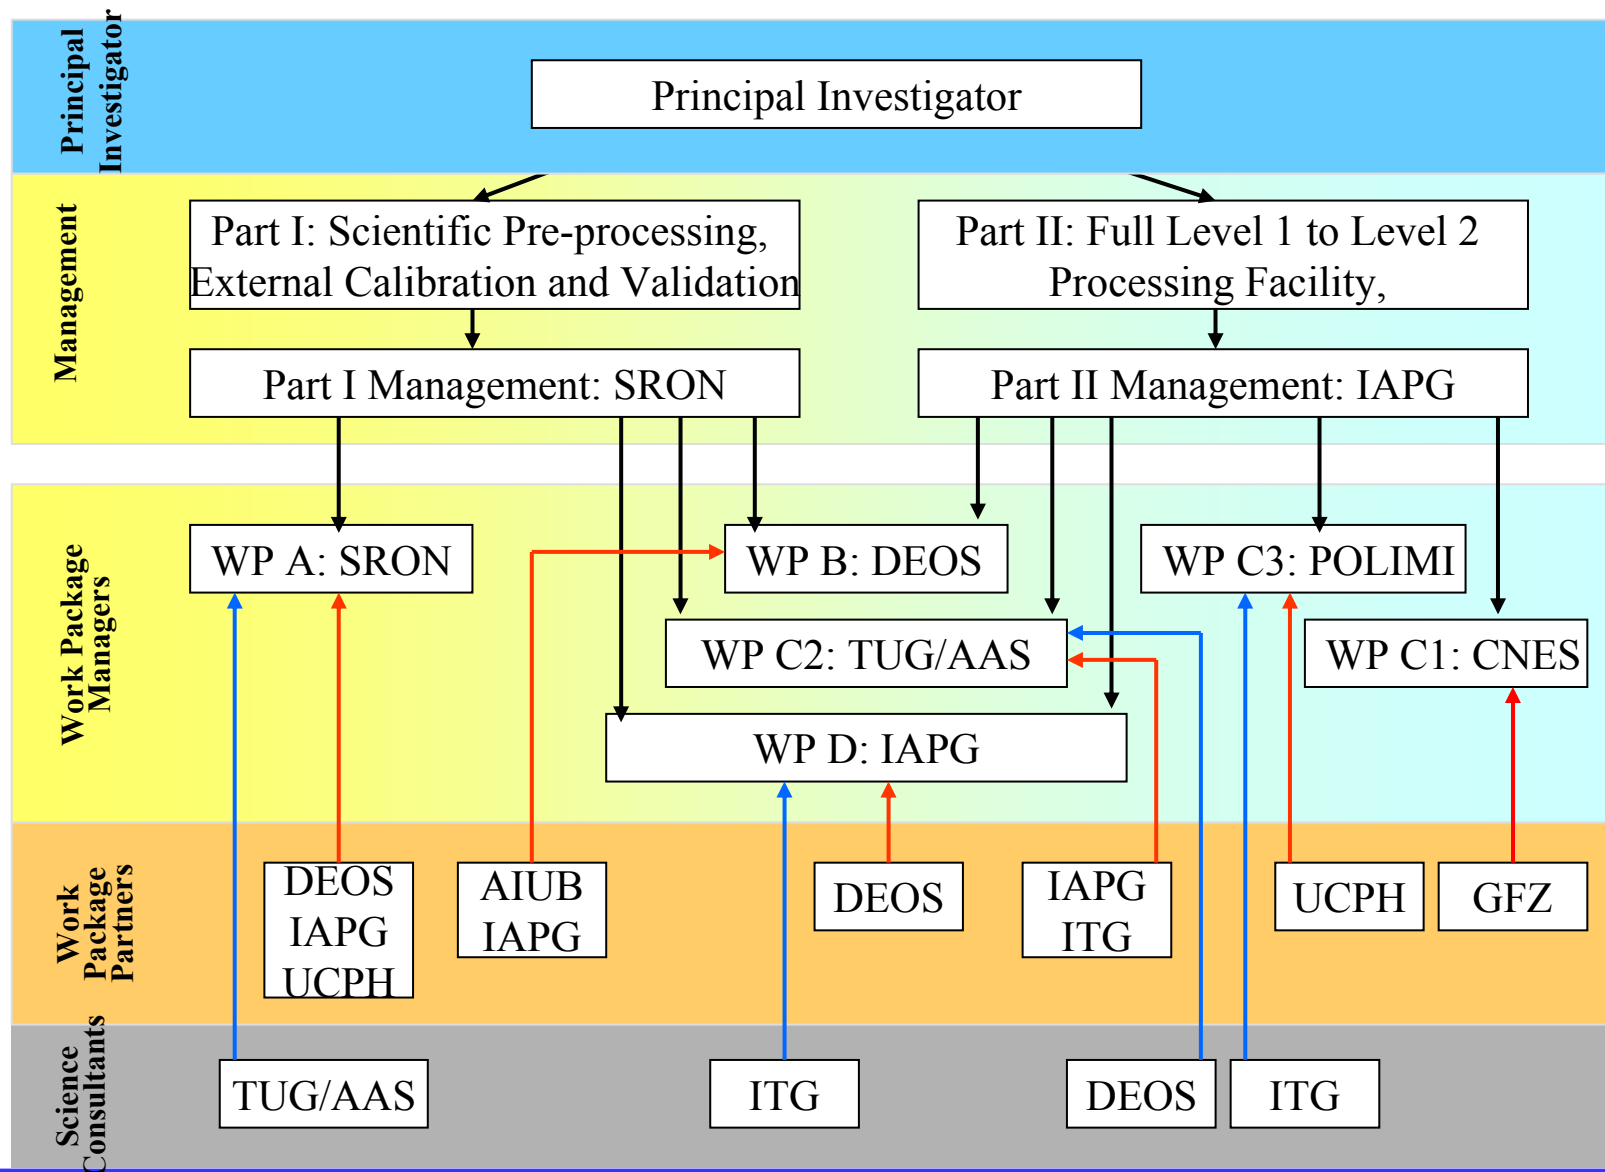 Principal
Investigator
Principal Investigator
Management
Part I: Scientific Pre-processing,
External Calibration and Validation
Part II: Full Level 1 to Level 2
Processing Facility,
Part I Management: SRON
Part II Management: IAPG
Work Package
Managers
WP A: SRON
WP B: DEOS
WP C3: POLIMI
WP C2: TUG/AAS
WP C1: CNES
WP D: IAPG
Work
Package
Partners
DEOS
IAPG
UCPH
AIUB
IAPG
DEOS
IAPG
ITG
UCPH
GFZ
Science
Consultants
TUG/AAS
ITG
DEOS
ITG